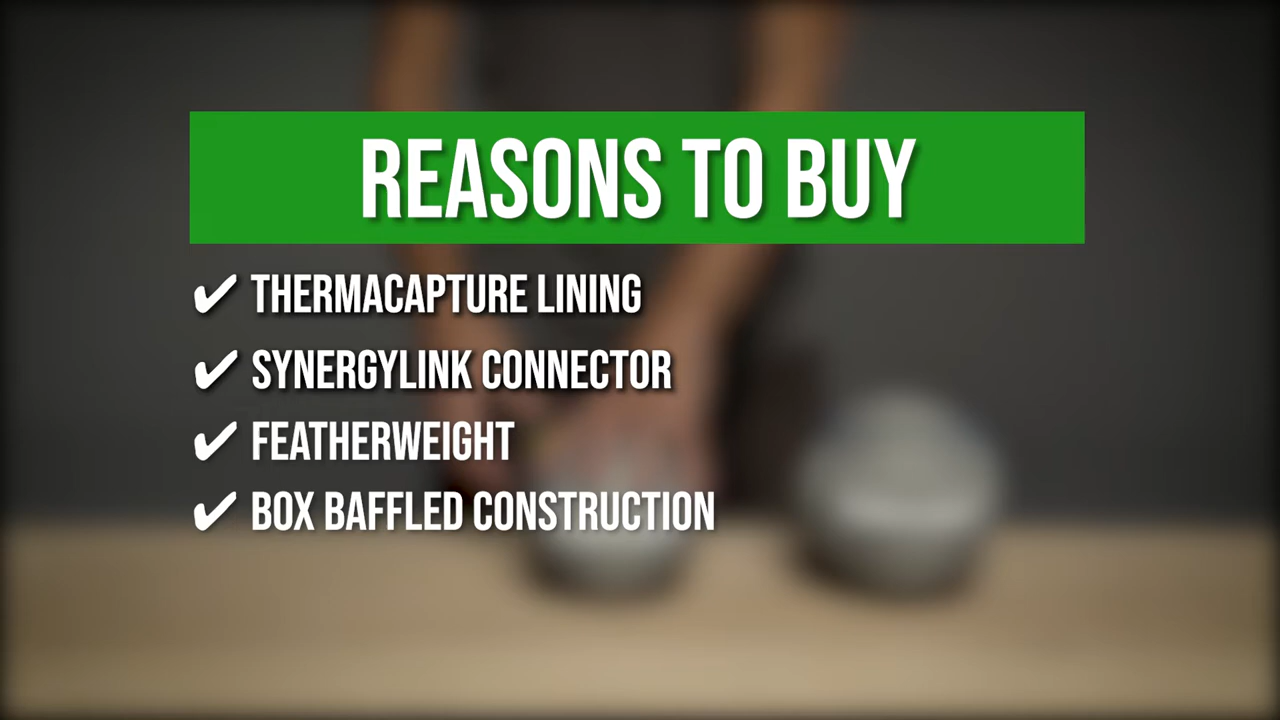 REASONS TO BUY
✔ THERMACAPTURE LINING
✔ SYNERGYLINK CONNECTOR
✔ FEATHERWEIGHT
✔ BOX BAFFLED CONSTRUCTION